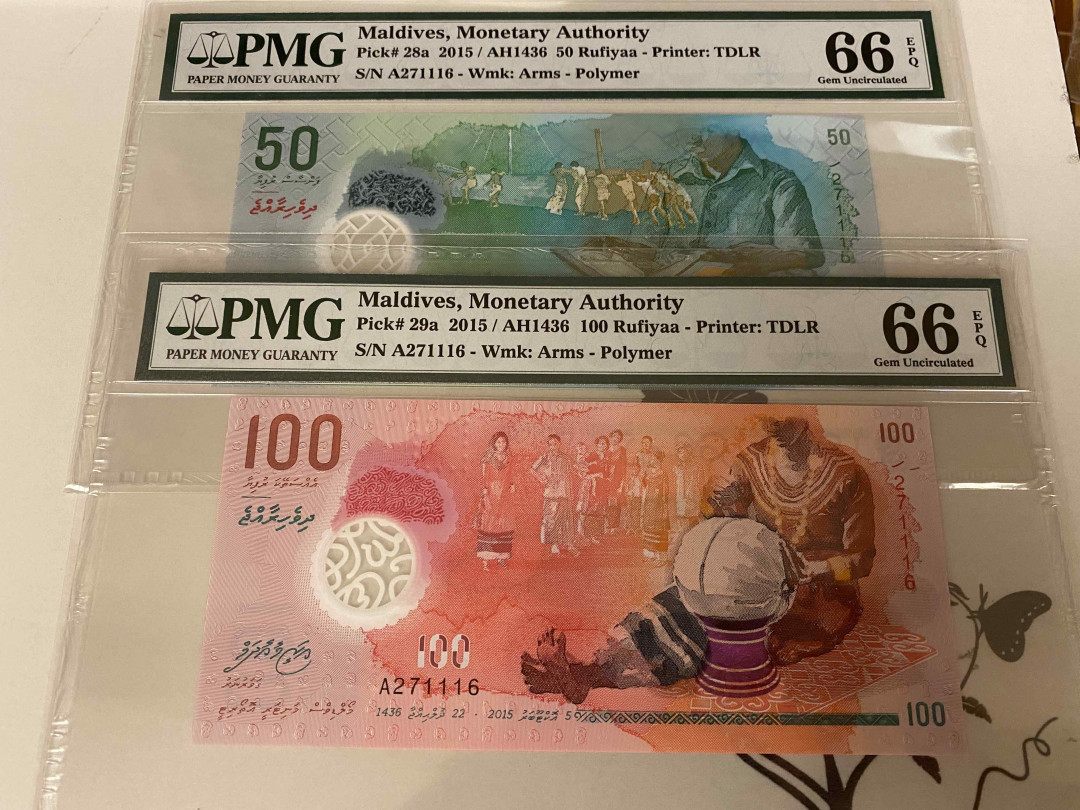 PMG
PAPER MONEY GUARANTY
Maldives, Monetary Authority
Pick# 28a 2015 / AH1436 50 Rufiyaa - Printer: TDLR
S/N A271116 - Wmk: Arms - Polymer
66 EPQ
Gem Uncirculated
50
50
ދިވެހިރާއްޖެ
PMG
PAPER MONEY GUARANTY
Maldives, Monetary Authority
Pick# 29a 2015 / AH1436 100 Rufiyaa - Printer: TDLR
S/N A271116 - Wmk: Arms - Polymer
66 EPQ
Gem Uncirculated
100
100
އެއްސަތޭކަ ރުފިޔާ
ދިވެހިރާއްޖެ
271116
100
A271116
ގަވަރުނަރު
މޯލްޑިވްސް މަނިޓަރީ އޮތޯރިޓީ
5 އޮކްޓޫބަރު 2015 - 22 ޛުލްޙިއްޖާ 1436
100